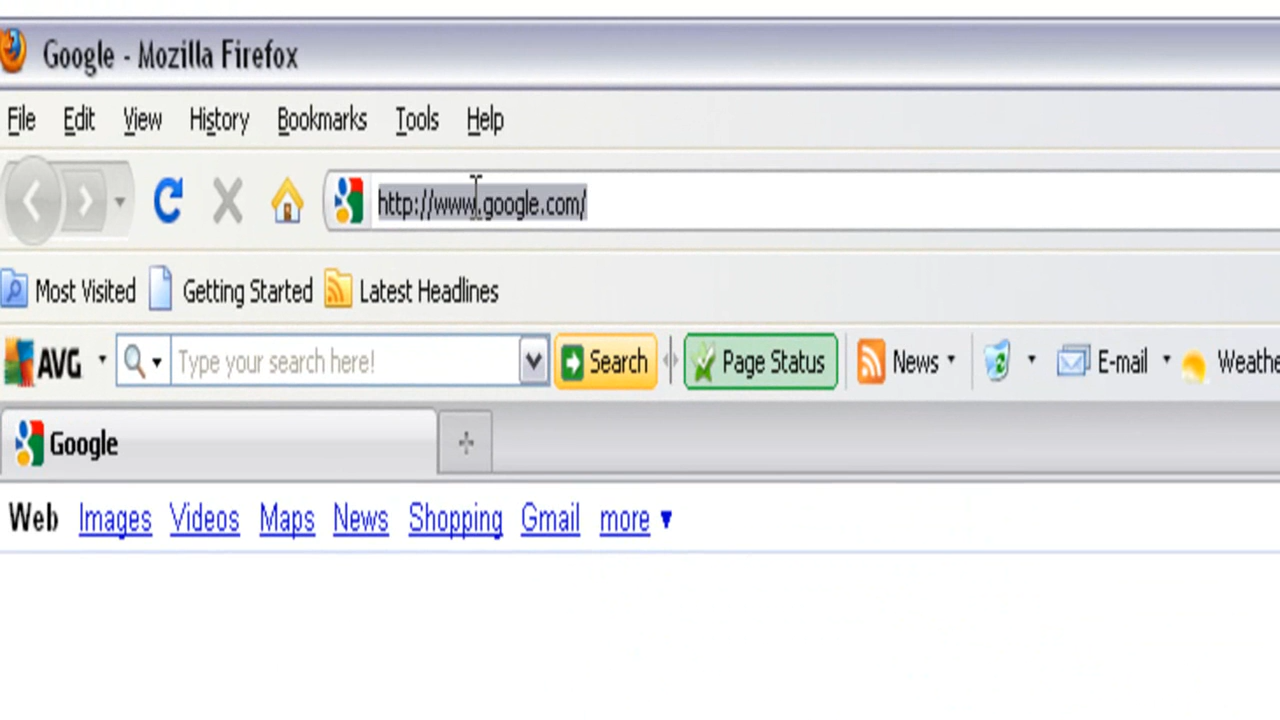 Google - Mozilla Firefox
File Edit View History Bookmarks Tools Help
http://www.google.com/
Most Visited Getting Started Latest Headlines
AVG Type your search here! Search Page Status News E-mail Weathe
Google
Web Images Videos Maps News Shopping Gmail more